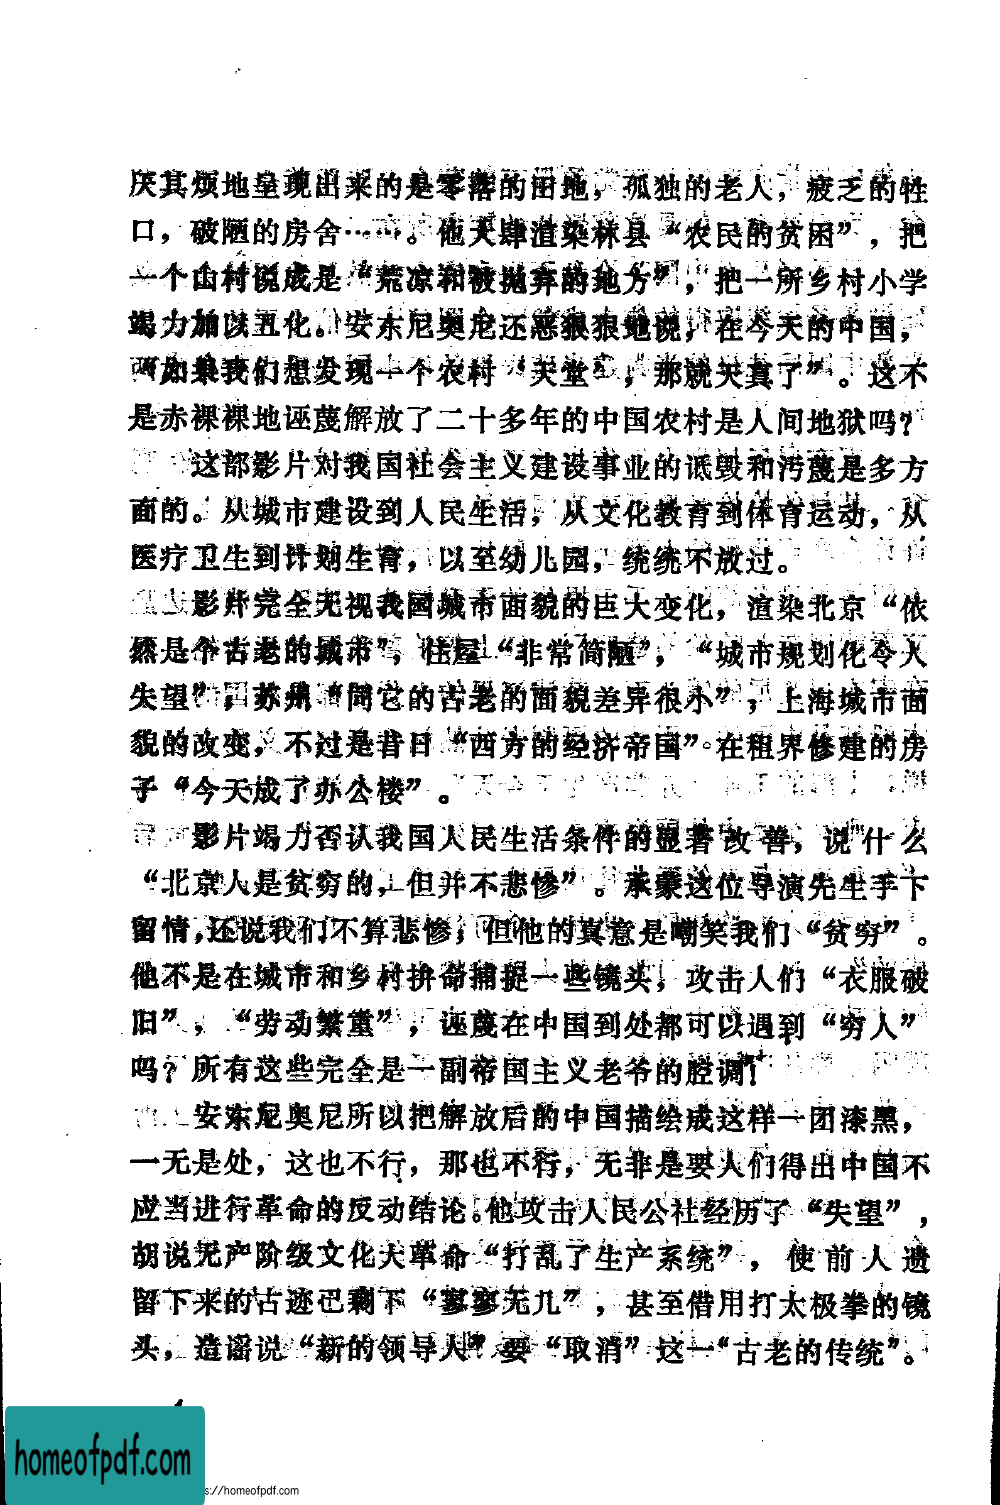 厌其烦地呈现出来的是零落的田地，孤独的老人，疲乏的牲
口，破陋的房舍……。他大肆渲染林县“农民的贫困”，把
一个山村说成是“荒凉和被抛弃的地方”，把一所乡村小学
竭力加以丑化。安东尼奥尼还恶狠狠地说，在今天的中国，
“如果我们想发现一个农村‘天堂’，那就天真了”。这不
是赤裸裸地诬蔑解放了二十多年的中国农村是人间地狱吗？
这部影片对我国社会主义建设事业的诋毁和污蔑是多方
面的。从城市建设到人民生活，从文化教育到体育运动，从
医疗卫生到计划生育，以至幼儿园，统统不放过。
影片完全无视我国城市面貌的巨大变化，渲染北京“依
然是个古老的城市”，住屋“非常简陋”，“城市规划化令人
失望”；苏州“同它的古老的面貌差异很小”；上海城市面
貌的改变，不过是昔日“西方的经济帝国”在租界修建的房
子“今天成了办公楼”。
影片竭力否认我国人民生活条件的显著改善，说什么
“北京人是贫穷的，但并不悲惨”。承蒙这位导演先生手下
留情，还说我们不算悲惨，但他的真意是嘲笑我们“贫穷”。
他不是在城市和乡村拚命捕捉一些镜头，攻击人们“衣服破
旧”，“劳动繁重”，诬蔑在中国到处都可以遇到“穷人”
吗？所有这些完全是一副帝国主义老爷的腔调！
安东尼奥尼所以把解放后的中国描绘成这样一团漆黑，
一无是处，这也不行，那也不行，无非是要人们得出中国不
应当进行革命的反动结论。他攻击人民公社经历了“失望”，
胡说无产阶级文化大革命“打乱了生产系统”，使前人遗
留下来的古迹已剩下“寥寥无几”，甚至借用打太极拳的镜
头，造谣说“新的领导人”要“取消”这一“古老的传统”。
homeofpdf.com
s://homeofpdf.com